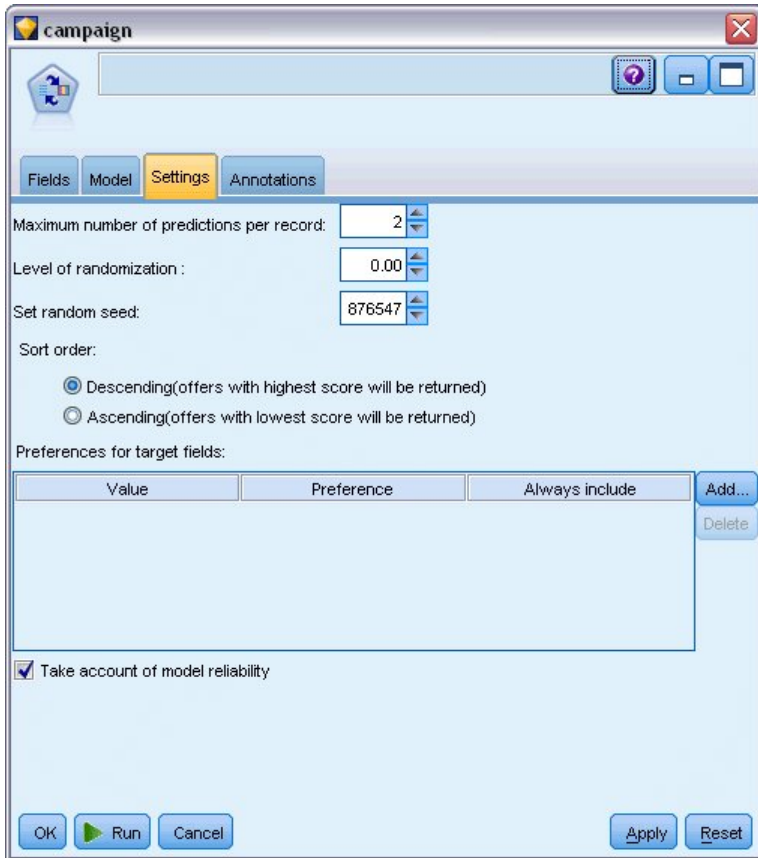 campaign
?
Fields Model Settings Annotations
Maximum number of predictions per record: 2
Level of randomization : 0.00
Set random seed: 876547
Sort order:
Descending(offers with highest score will be returned)
Ascending(offers with lowest score will be returned)
Preferences for target fields:
Value Preference Always include Add...
Delete
Take account of model reliability
OK Run Cancel Apply Reset